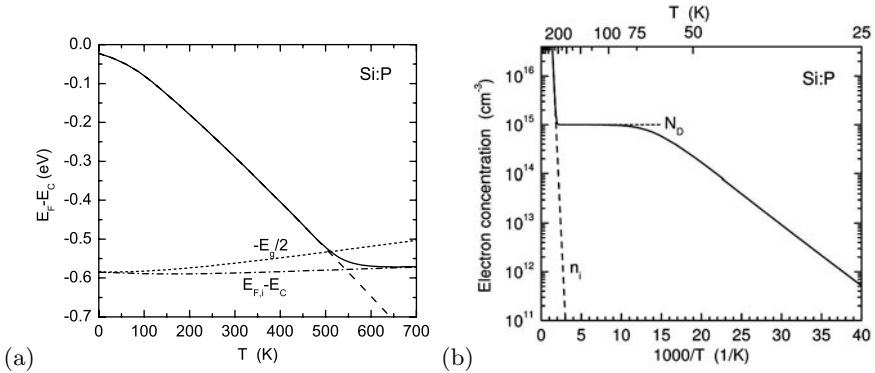 0.0
-0.1
-0.2
-0.3
-0.4
-0.5
-0.6
-0.7
E_F-E_C (eV)
Si:P
-E_g/2
E_F,i-E_C
0 100 200 300 400 500 600 700
T (K)
(a)
T (K)
200 100 75 50 25
10^16
10^15
10^14
10^13
10^12
10^11
Electron concentration (cm^-3)
Si:P
N_D
n_i
0 5 10 15 20 25 30 35 40
1000/T (1/K)
(b)